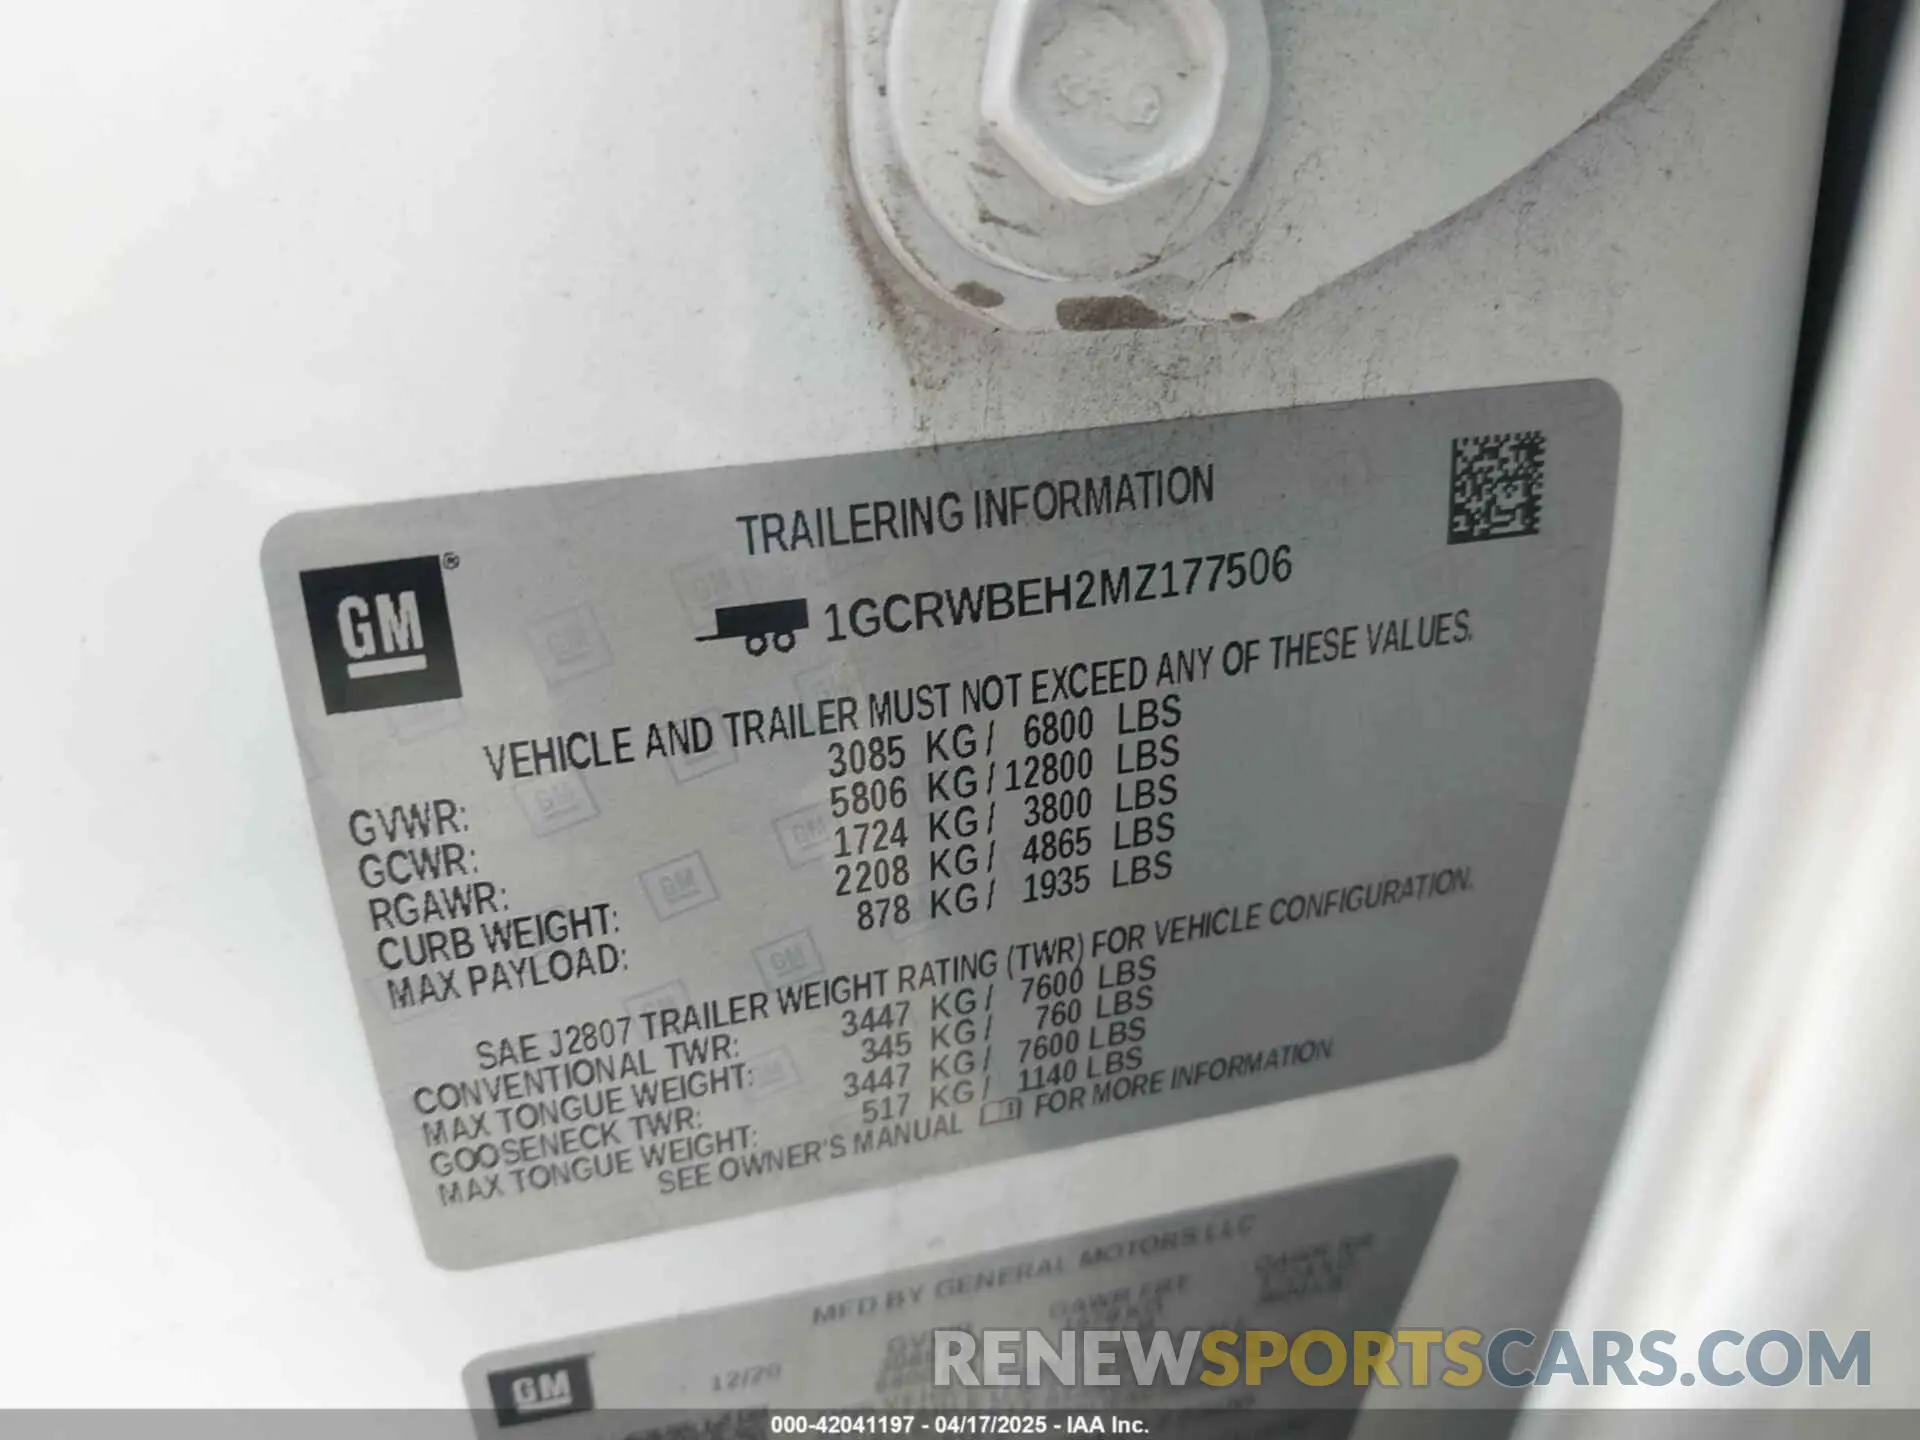 TRAILERING INFORMATION
GM®
1GCRWBEH2MZ177506
VEHICLE AND TRAILER MUST NOT EXCEED ANY OF THESE VALUES.
GVWR: 3085 KG / 6800 LBS
GCWR: 5806 KG / 12800 LBS
RGAWR: 1724 KG / 3800 LBS
CURB WEIGHT: 2208 KG / 4865 LBS
MAX PAYLOAD: 878 KG / 1935 LBS
SAE J2807 TRAILER WEIGHT RATING (TWR) FOR VEHICLE CONFIGURATION.
CONVENTIONAL TWR: 3447 KG / 7600 LBS
MAX TONGUE WEIGHT: 345 KG / 760 LBS
GOOSENECK TWR: 3447 KG / 7600 LBS
MAX TONGUE WEIGHT: 517 KG / 1140 LBS
SEE OWNER'S MANUAL FOR MORE INFORMATION
MFD BY GENERAL MOTORS LLC
GM
12/20
GAWR FRT
GAWR RR
RENEWSPORTSCARS.COM
000-42041197 - 04/17/2025 - IAA Inc.